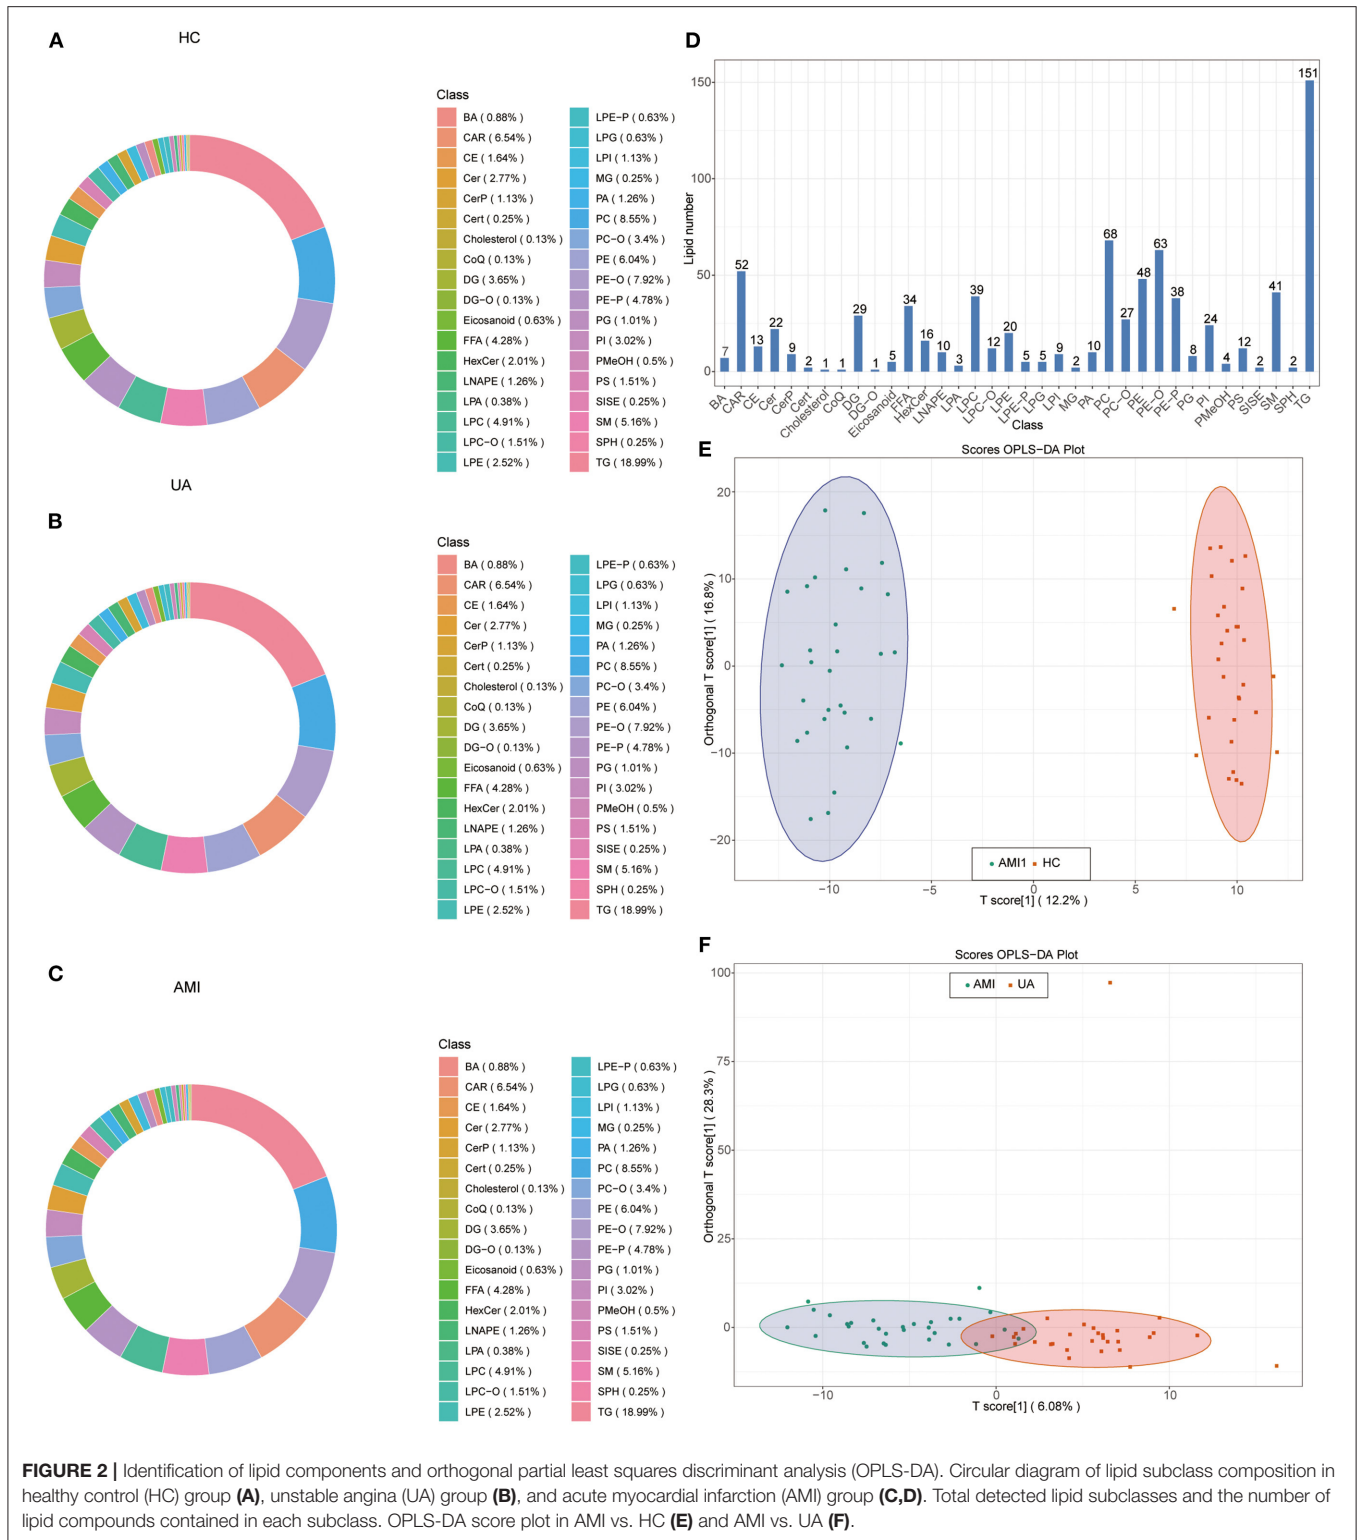 A
HC
Class
BA ( 0.88% )
CAR ( 6.54% )
CE ( 1.64% )
Cer ( 2.77% )
CerP ( 1.13% )
Cert ( 0.25% )
Cholesterol ( 0.13% )
CoQ ( 0.13% )
DG ( 3.65% )
DG−O ( 0.13% )
Eicosanoid ( 0.63% )
FFA ( 4.28% )
HexCer ( 2.01% )
LNAPE ( 1.26% )
LPA ( 0.38% )
LPC ( 4.91% )
LPC−O ( 1.51% )
LPE ( 2.52% )
LPE−P ( 0.63% )
LPG ( 0.63% )
LPI ( 1.13% )
MG ( 0.25% )
PA ( 1.26% )
PC ( 8.55% )
PC−O ( 3.4% )
PE ( 6.04% )
PE−O ( 7.92% )
PE−P ( 4.78% )
PG ( 1.01% )
PI ( 3.02% )
PMeOH ( 0.5% )
PS ( 1.51% )
SISE ( 0.25% )
SM ( 5.16% )
SPH ( 0.25% )
TG ( 18.99% )
UA
B
Class
BA ( 0.88% )
CAR ( 6.54% )
CE ( 1.64% )
Cer ( 2.77% )
CerP ( 1.13% )
Cert ( 0.25% )
Cholesterol ( 0.13% )
CoQ ( 0.13% )
DG ( 3.65% )
DG−O ( 0.13% )
Eicosanoid ( 0.63% )
FFA ( 4.28% )
HexCer ( 2.01% )
LNAPE ( 1.26% )
LPA ( 0.38% )
LPC ( 4.91% )
LPC−O ( 1.51% )
LPE ( 2.52% )
LPE−P ( 0.63% )
LPG ( 0.63% )
LPI ( 1.13% )
MG ( 0.25% )
PA ( 1.26% )
PC ( 8.55% )
PC−O ( 3.4% )
PE ( 6.04% )
PE−O ( 7.92% )
PE−P ( 4.78% )
PG ( 1.01% )
PI ( 3.02% )
PMeOH ( 0.5% )
PS ( 1.51% )
SISE ( 0.25% )
SM ( 5.16% )
SPH ( 0.25% )
TG ( 18.99% )
C
AMI
Class
BA ( 0.88% )
CAR ( 6.54% )
CE ( 1.64% )
Cer ( 2.77% )
CerP ( 1.13% )
Cert ( 0.25% )
Cholesterol ( 0.13% )
CoQ ( 0.13% )
DG ( 3.65% )
DG−O ( 0.13% )
Eicosanoid ( 0.63% )
FFA ( 4.28% )
HexCer ( 2.01% )
LNAPE ( 1.26% )
LPA ( 0.38% )
LPC ( 4.91% )
LPC−O ( 1.51% )
LPE ( 2.52% )
LPE−P ( 0.63% )
LPG ( 0.63% )
LPI ( 1.13% )
MG ( 0.25% )
PA ( 1.26% )
PC ( 8.55% )
PC−O ( 3.4% )
PE ( 6.04% )
PE−O ( 7.92% )
PE−P ( 4.78% )
PG ( 1.01% )
PI ( 3.02% )
PMeOH ( 0.5% )
PS ( 1.51% )
SISE ( 0.25% )
SM ( 5.16% )
SPH ( 0.25% )
TG ( 18.99% )
D
Lipid number
150
100
50
0
7 52 13 22 9 2 1 1 29 1 5 34 16 10 3 39 12 20 5 5 9 2 10 68 27 48 63 38 8 24 4 12 2 41 2 151
BA CAR CE Cer CerP Cert Cholesterol CoQ DG DG−O Eicosanoid FFA HexCer LNAPE LPA LPC LPC−O LPE LPE−P LPG LPI MG PA PC PC−O PE PE−O PE−P PG PI PMeOH PS SISE SM SPH TG
Class
E
Scores OPLS−DA Plot
Orthogonal T score[1] ( 16.8% )
20
10
0
−10
−20
AMI1 HC
−10 −5 0 5 10
T score[1] ( 12.2% )
F
Scores OPLS−DA Plot
Orthogonal T score[1] ( 28.3% )
100
75
50
25
0
AMI UA
−10 0 10
T score[1] ( 6.08% )
FIGURE 2 | Identification of lipid components and orthogonal partial least squares discriminant analysis (OPLS-DA). Circular diagram of lipid subclass composition in
healthy control (HC) group (A), unstable angina (UA) group (B), and acute myocardial infarction (AMI) group (C,D). Total detected lipid subclasses and the number of
lipid compounds contained in each subclass. OPLS-DA score plot in AMI vs. HC (E) and AMI vs. UA (F).